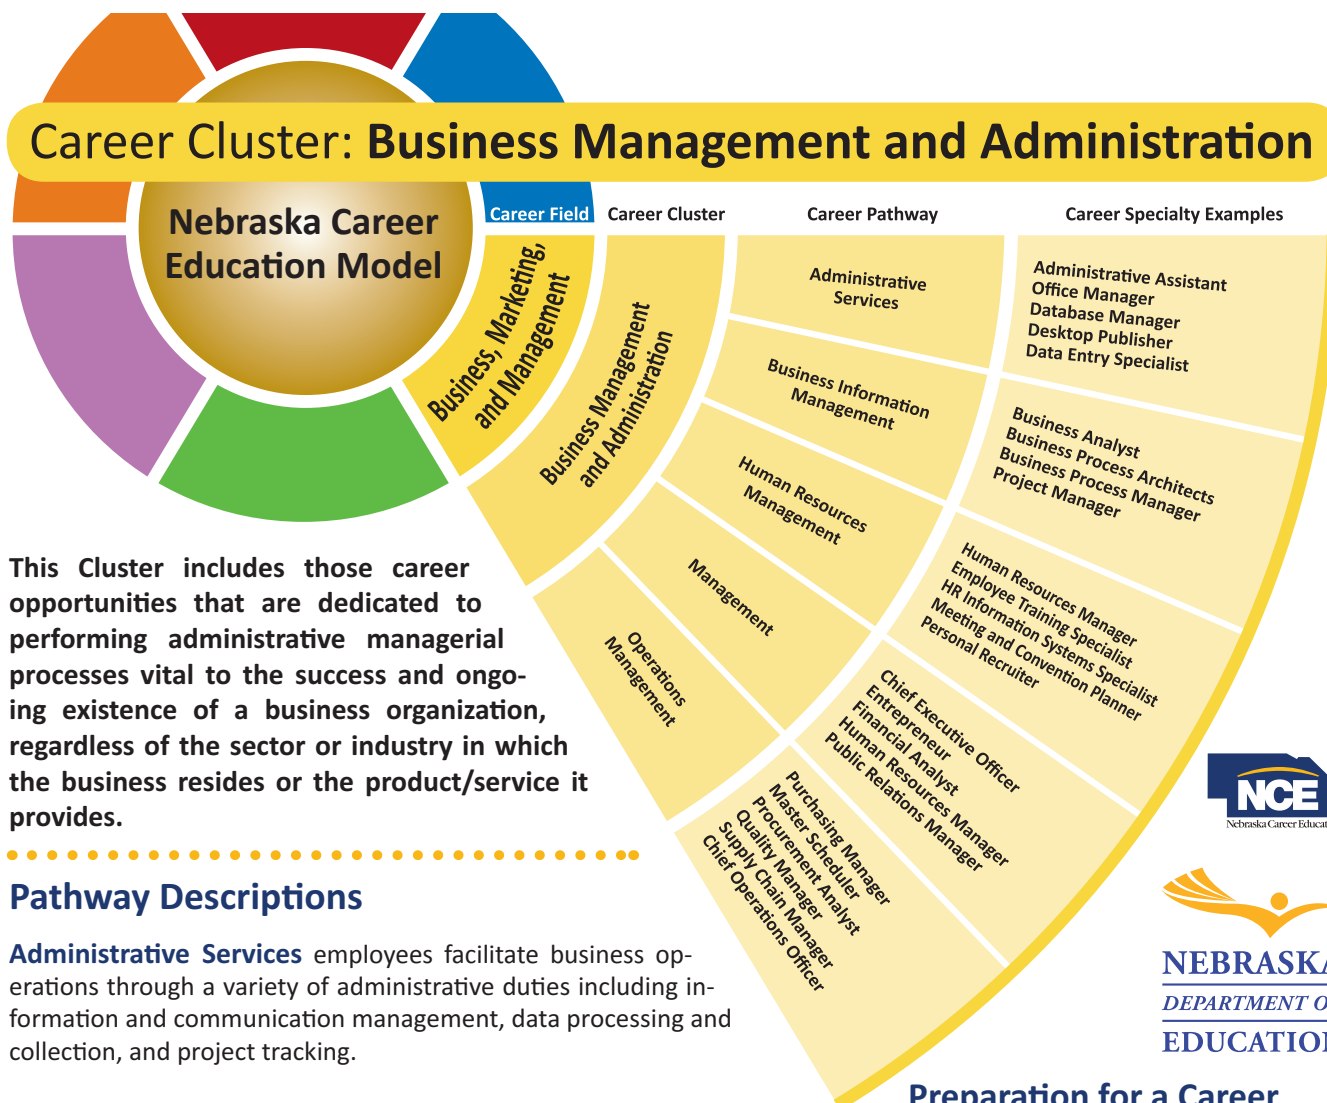 Career Cluster: Business Management and Administration
Nebraska Career
Education Model
Career Field
Career Cluster
Career Pathway
Career Specialty Examples
Business, Marketing,
and Management
Business Management
and Administration
Administrative
Services
Administrative Assistant
Office Manager
Database Manager
Desktop Publisher
Data Entry Specialist
Business Information
Management
Business Analyst
Business Process Architects
Business Process Manager
Project Manager
Human Resources
Management
Human Resources Manager
Employee Training Specialist
HR Information Systems Specialist
Meeting and Convention Planner
Personal Recruiter
Management
Chief Executive Officer
Entrepreneur
Financial Analyst
Human Resources Manager
Public Relations Manager
Operations
Management
Purchasing Manager
Master Scheduler
Procurement Analyst
Quality Manager
Supply Chain Manager
Chief Operations Officer
This Cluster includes those career
opportunities that are dedicated to
performing administrative managerial
processes vital to the success and ongo-
ing existence of a business organization,
regardless of the sector or industry in which
the business resides or the product/service it
provides.
Pathway Descriptions
Administrative Services employees facilitate business op-
erations through a variety of administrative duties including in-
formation and communication management, data processing and
collection, and project tracking.
NCE
Nebraska Career Educat
NEBRASKA
DEPARTMENT O
EDUCATION
Preparation for a Career